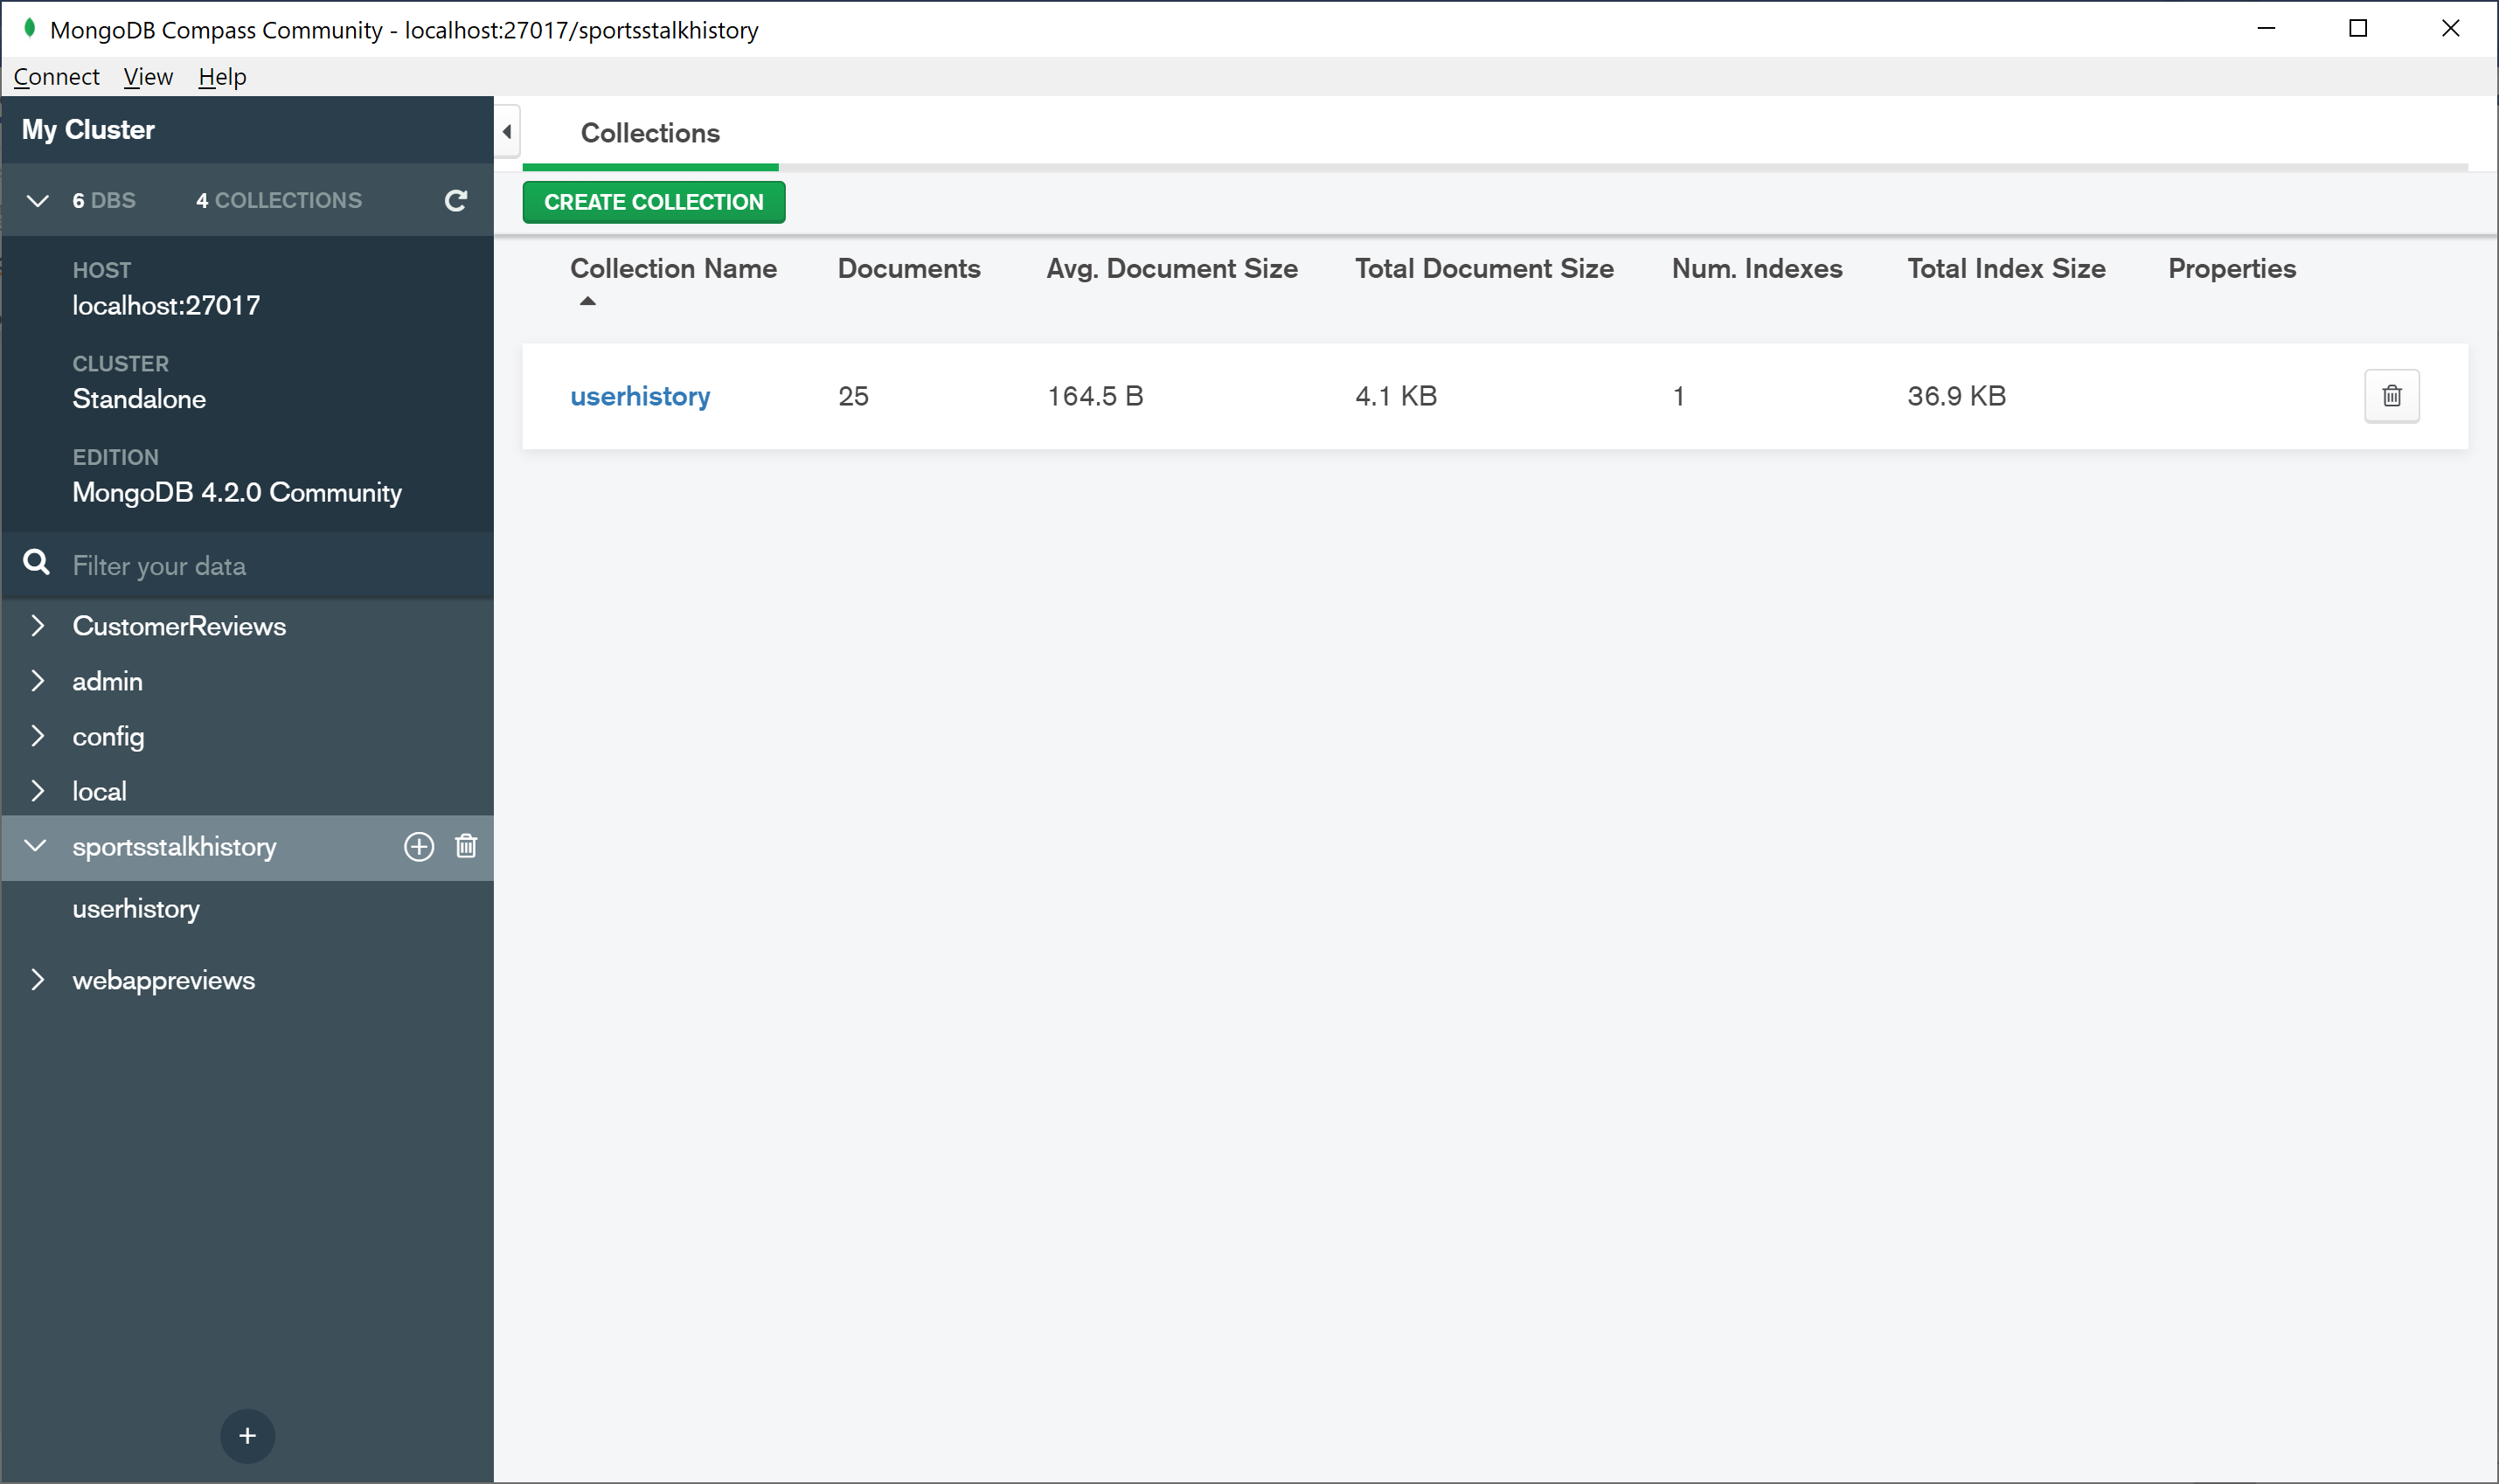 MongoDB Compass Community - localhost:27017/sportsstalkhistory
Connect View Help
My Cluster
6 DBS 4 COLLECTIONS
HOST
localhost:27017
CLUSTER
Standalone
EDITION
MongoDB 4.2.0 Community
Filter your data
CustomerReviews
admin
config
local
sportsstalkhistory
userhistory
webappreviews
+
Collections
CREATE COLLECTION
Collection Name Documents Avg. Document Size Total Document Size Num. Indexes Total Index Size Properties
userhistory 25 164.5 B 4.1 KB 1 36.9 KB